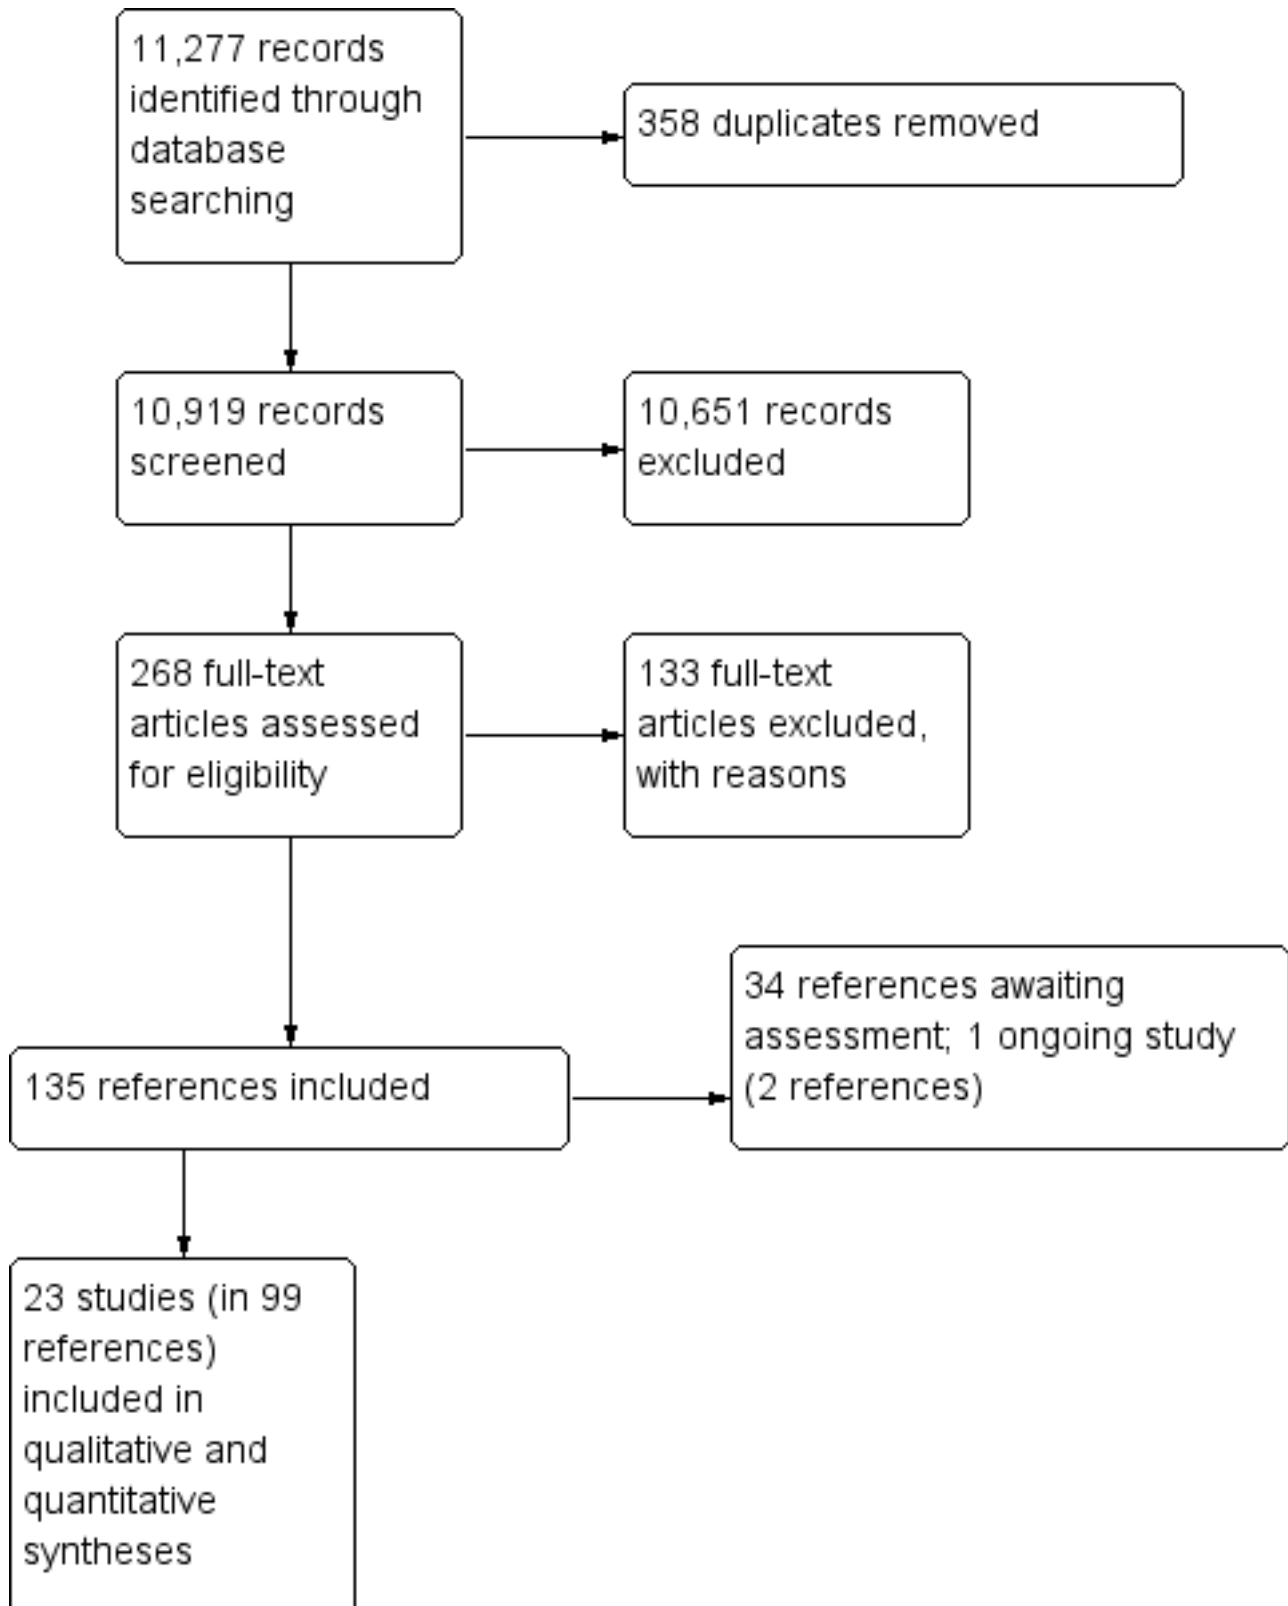 11,277 records
identified through
database
searching
358 duplicates removed
10,919 records
screened
10,651 records
excluded
268 full-text
articles assessed
for eligibility
133 full-text
articles excluded,
with reasons
34 references awaiting
assessment; 1 ongoing study
(2 references)
135 references included
23 studies (in 99
references)
included in
qualitative and
quantitative
syntheses